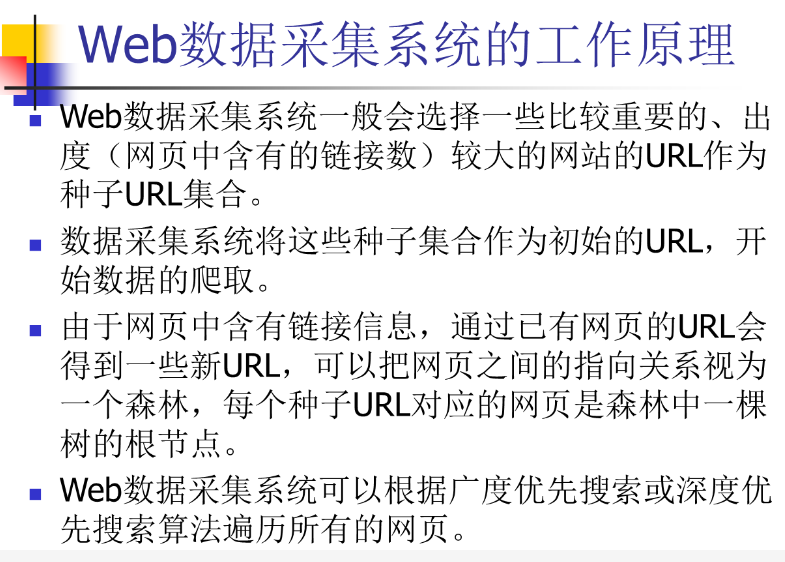 Web数据采集系统的工作原理
Web数据采集系统一般会选择一些比较重要的、出
度（网页中含有的链接数）较大的网站的URL作为
种子URL集合。
数据采集系统将这些种子集合作为初始的URL，开
始数据的爬取。
由于网页中含有链接信息，通过已有网页的URL会
得到一些新URL，可以把网页之间的指向关系视为
一个森林，每个种子URL对应的网页是森林中一棵
树的根节点。
Web数据采集系统可以根据广度优先搜索或深度优
先搜索算法遍历所有的网页。